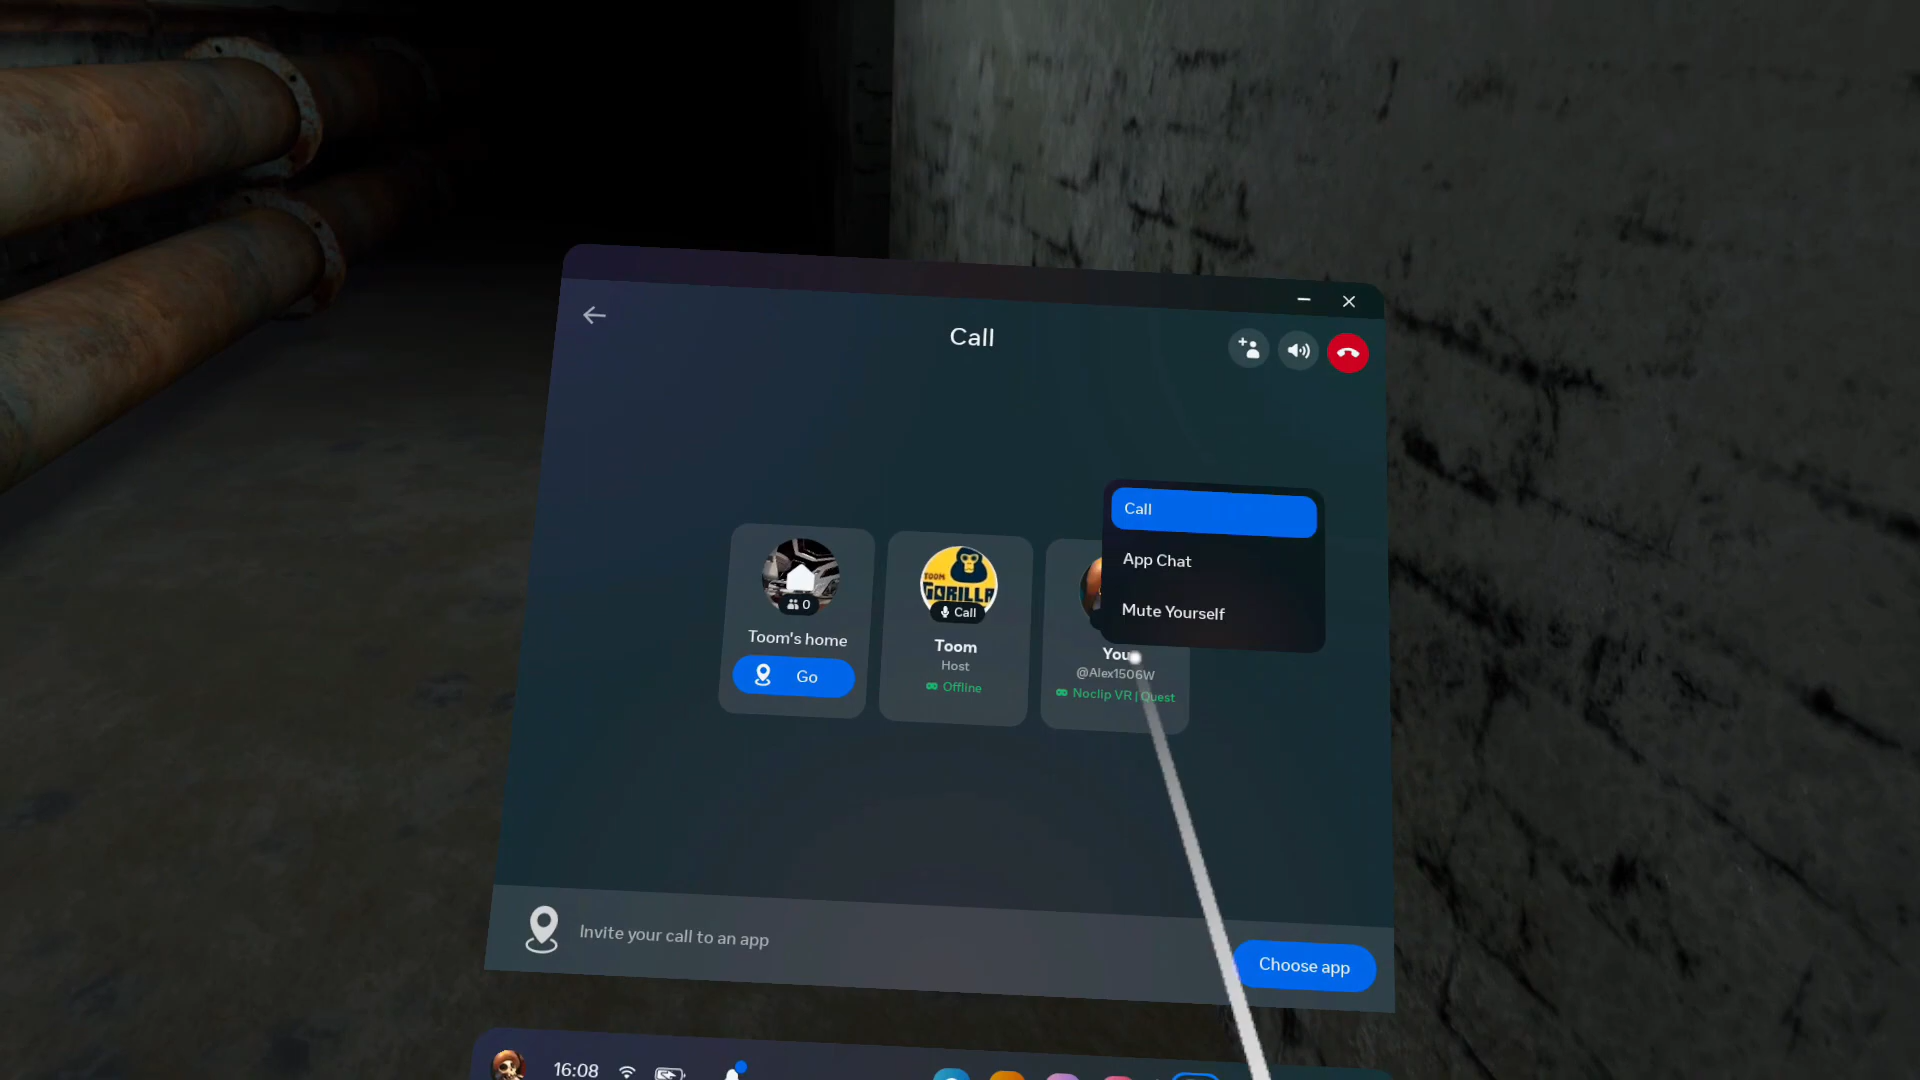 Call
Call
App Chat
Mute Yourself
0
Toom's home
Go
TOOM
GORILLA
Call
Toom
Host
Offline
You
@Alex1506W
Noclip VR | Quest
Invite your call to an app
Choose app
16:08